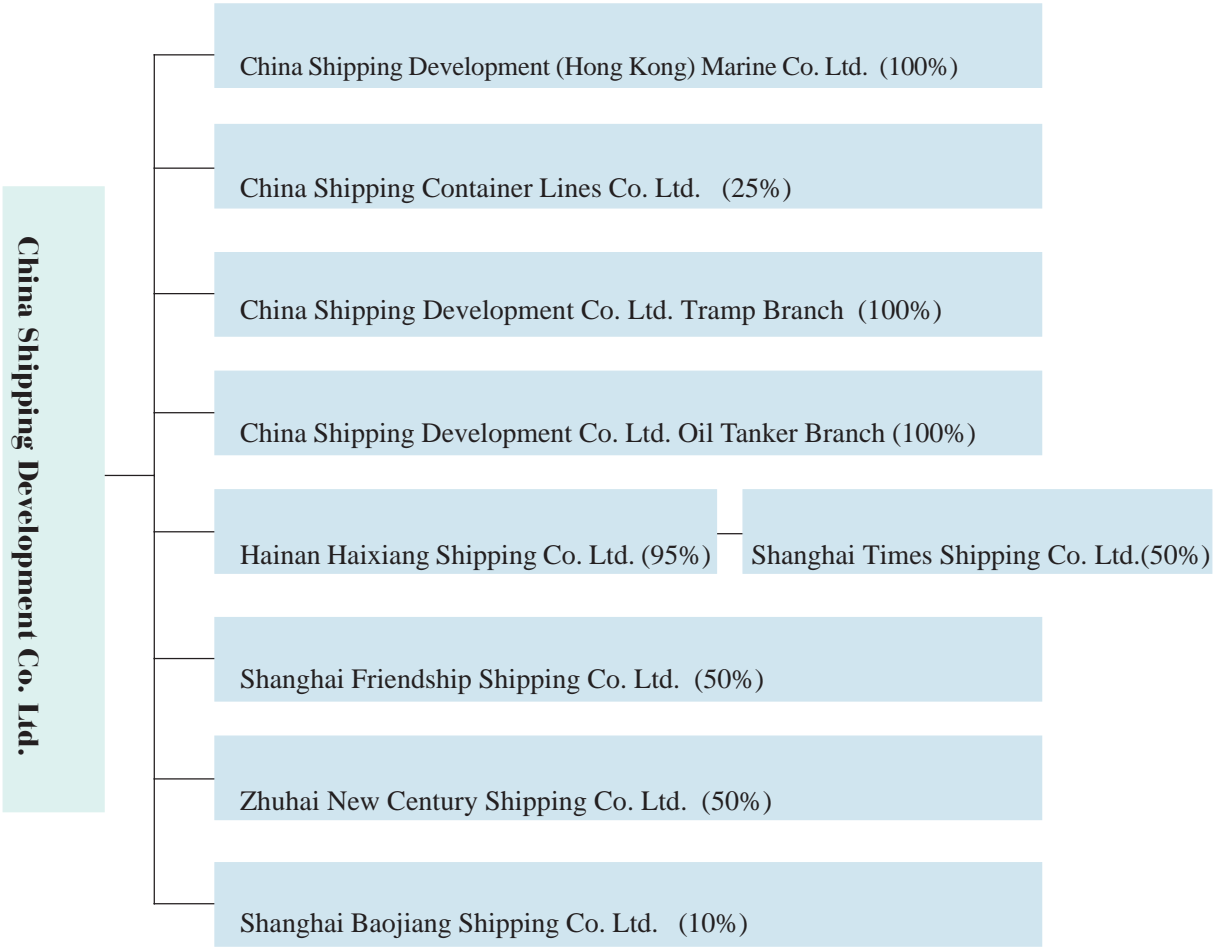 China Shipping Development Co. Ltd.
China Shipping Development (Hong Kong) Marine Co. Ltd. (100%)
China Shipping Container Lines Co. Ltd. (25%)
China Shipping Development Co. Ltd. Tramp Branch (100%)
China Shipping Development Co. Ltd. Oil Tanker Branch (100%)
Hainan Haixiang Shipping Co. Ltd. (95%)
Shanghai Times Shipping Co. Ltd.(50%)
Shanghai Friendship Shipping Co. Ltd. (50%)
Zhuhai New Century Shipping Co. Ltd. (50%)
Shanghai Baojiang Shipping Co. Ltd. (10%)